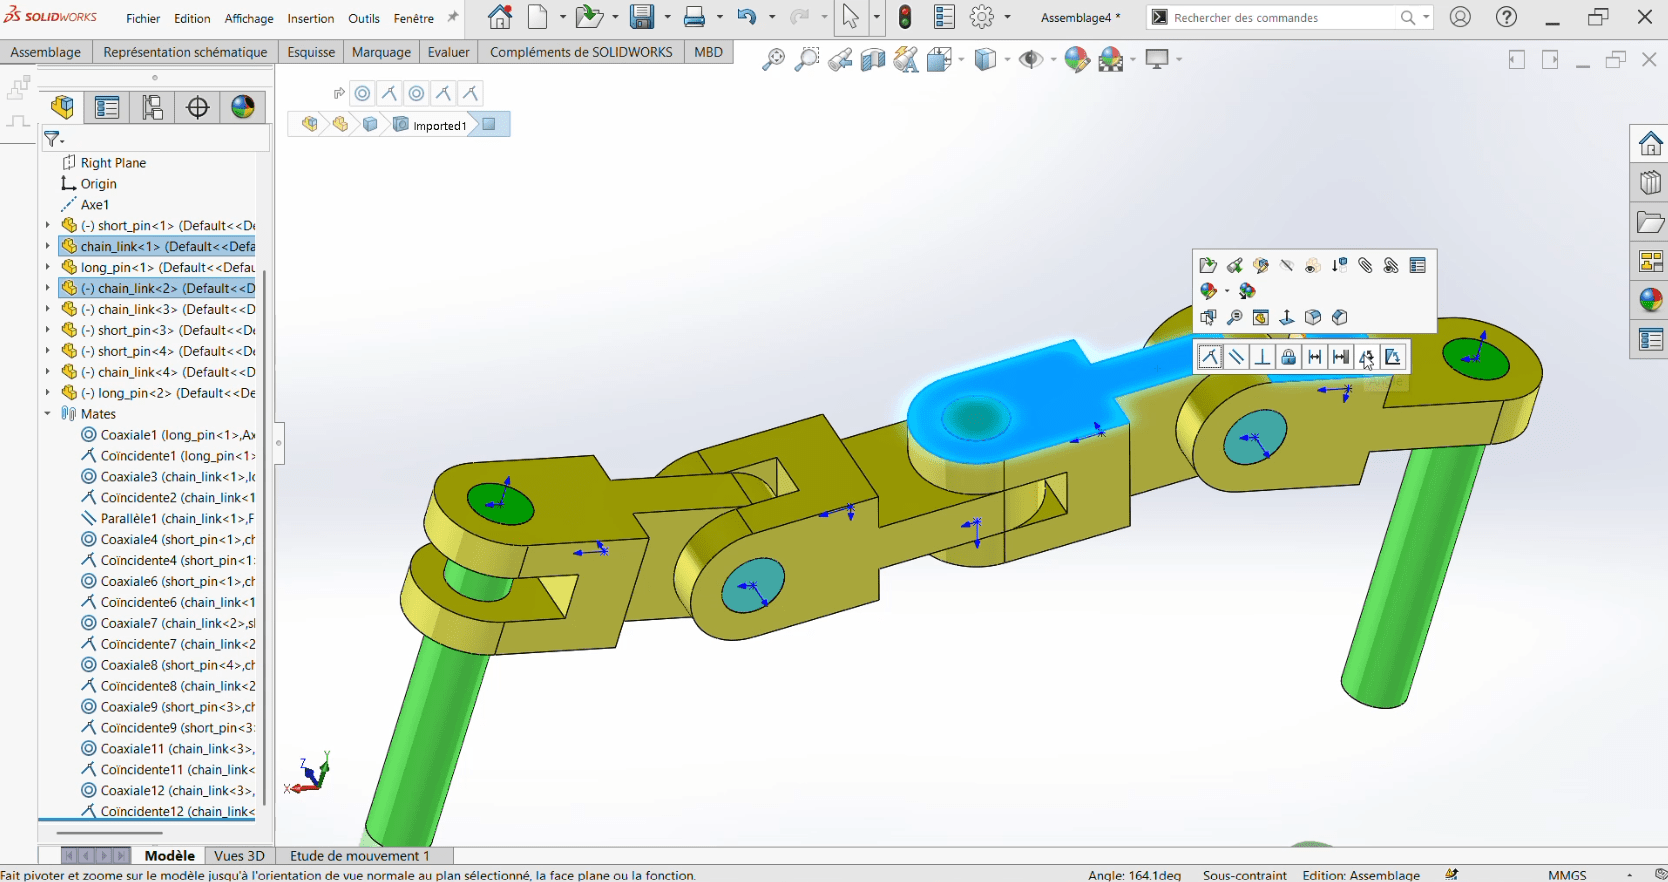 SOLIDWORKS
Fichier Edition Affichage Insertion Outils Fenêtre
Assemblage4 *
Rechercher des commandes
Assemblage Représentation schématique Esquisse Marquage Evaluer Compléments de SOLIDWORKS MBD
Imported1
Right Plane
Origin
Axe1
(-) short_pin<1> (Default<<De
chain_link<1> (Default<<Defa
long_pin<1> (Default<<Defau
(-) chain_link<2> (Default<<D
(-) chain_link<3> (Default<<D
(-) short_pin<3> (Default<<De
(-) short_pin<4> (Default<<De
(-) chain_link<4> (Default<<D
(-) long_pin<2> (Default<<De
Mates
Coaxiale1 (long_pin<1>,Ax
Coïncidente1 (long_pin<1>
Coaxiale3 (chain_link<1>,lo
Coïncidente2 (chain_link<1
Parallèle1 (chain_link<1>,F
Coaxiale4 (short_pin<1>,ch
Coïncidente4 (short_pin<1>
Coaxiale6 (short_pin<1>,ch
Coïncidente6 (chain_link<1
Coaxiale7 (chain_link<2>,sl
Coïncidente7 (chain_link<2
Coaxiale8 (short_pin<4>,ch
Coïncidente8 (chain_link<2
Coaxiale9 (short_pin<3>,ch
Coïncidente9 (short_pin<3>
Coaxiale11 (chain_link<3>,
Coïncidente11 (chain_link<
Coaxiale12 (chain_link<3>,
Coïncidente12 (chain_link<
Z Y X
Modèle Vues 3D Etude de mouvement 1
Fait pivoter et zoome sur le modèle jusqu'à l'orientation de vue normale au plan sélectionné, la face plane ou la fonction.
Angle: 164.1deg Sous-contraint Edition: Assemblage MMGS